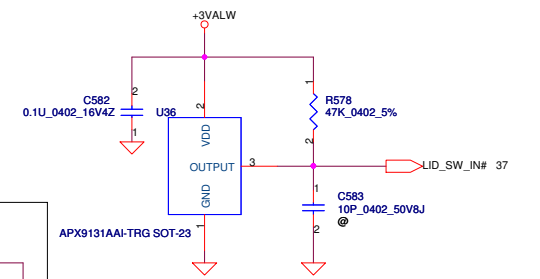 +3VALW
2
1
C582
0.1U_0402_16V4Z
U36
2
VDD
R578
47K_0402_5%
1
2
OUTPUT
3
LID_SW_IN# 37
GND
1
C583
10P_0402_50V8J
@
1
2
APX9131AAI-TRG SOT-23